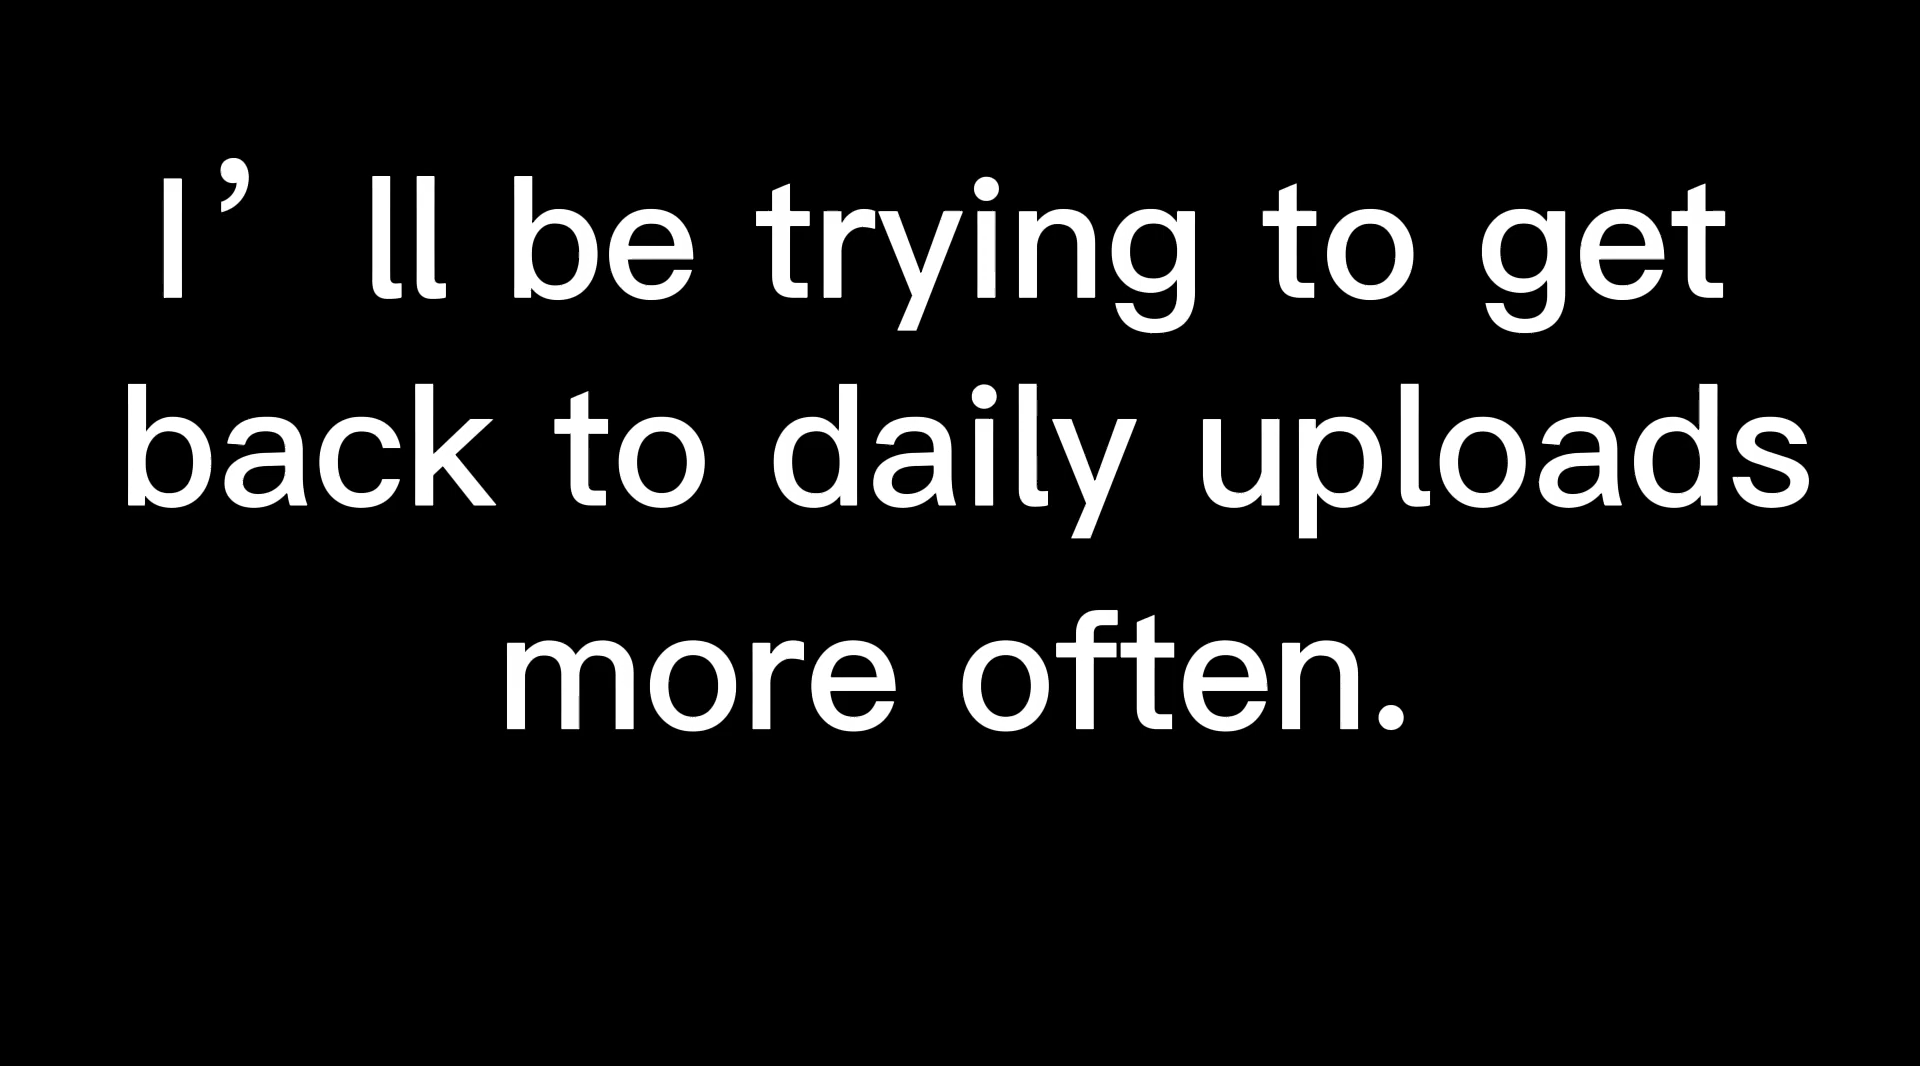 I’ll be trying to get
back to daily uploads
more often.